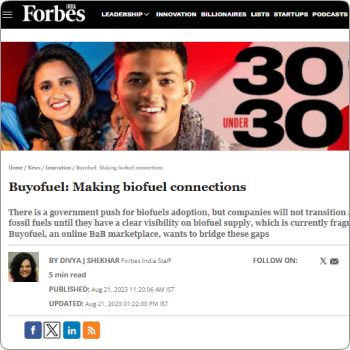 Forbes
INDIA
LEADERSHIP INNOVATION BILLIONAIRES LISTS STARTUPS PODCASTS
30
UNDER
30
Home / News / Innovation / Buyofuel: Making biofuel connections
Buyofuel: Making biofuel connections
There is a government push for biofuels adoption, but companies will not transition
fossil fuels until they have a clear visibility on biofuel supply, which is currently frag
Buyofuel, an online B2B marketplace, wants to bridge these gaps
BY DIVYA J SHEKHAR Forbes India Staff
FOLLOW ON:
5 min read
PUBLISHED: Aug 21, 2023 11:20:06 AM IST
UPDATED: Aug 21, 2023 01:22:00 PM IST